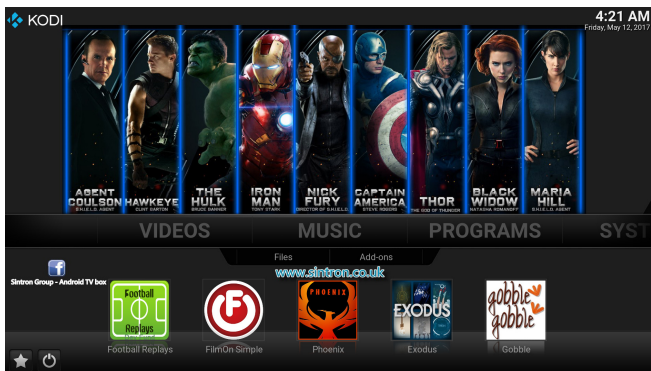 KODI
4:21 AM
Friday, May 12, 2017
AGENT COULSON
S.H.I.E.L.D. AGENT
HAWKEYE
CLINT BARTON
THE HULK
BRUCE BANNER
IRON MAN
TONY STARK
NICK FURY
DIRECTOR OF S.H.I.E.L.D.
CAPTAIN AMERICA
STEVE ROGERS
THOR
THE GOD OF THUNDER
BLACK WIDOW
NATASHA ROMANOFF
MARIA HILL
S.H.I.E.L.D. AGENT
VIDEOS
MUSIC
PROGRAMS
SYST
Files
Add-ons
www.sintron.co.uk
f
Sintron Group - Android TV box
Football
Replays
F
PHOENIX
EXODUS
gobble
gobble
Football Replays
FilmOn Simple
Phoenix
Exodus
Gobble